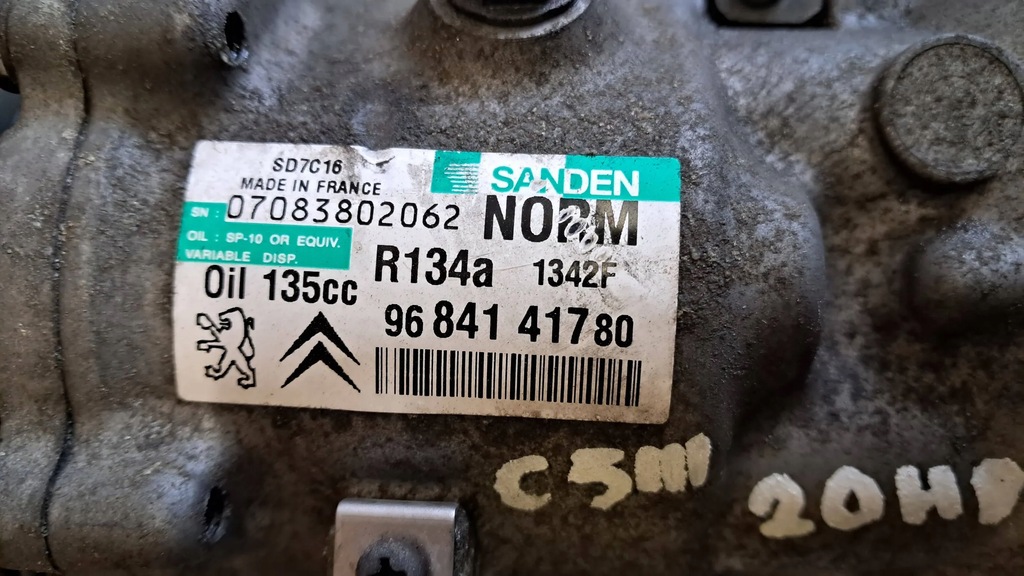 SD7C16
MADE IN FRANCE
SANDEN
SN : 07083802062
NORM
OIL : SP-10 OR EQUIV.
VARIABLE DISP.
Oil 135cc
R134a 1342F
96 841 417 80
C5III
20HD